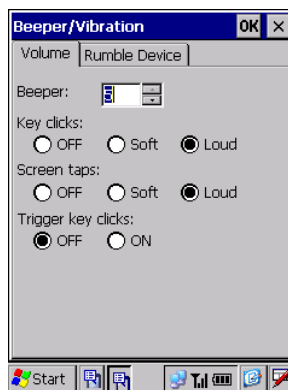 Beeper/Vibration OK ×
Volume Rumble Device
Beeper: 5
Key clicks:
OFF Soft Loud
Screen taps:
OFF Soft Loud
Trigger key clicks:
OFF ON
Start